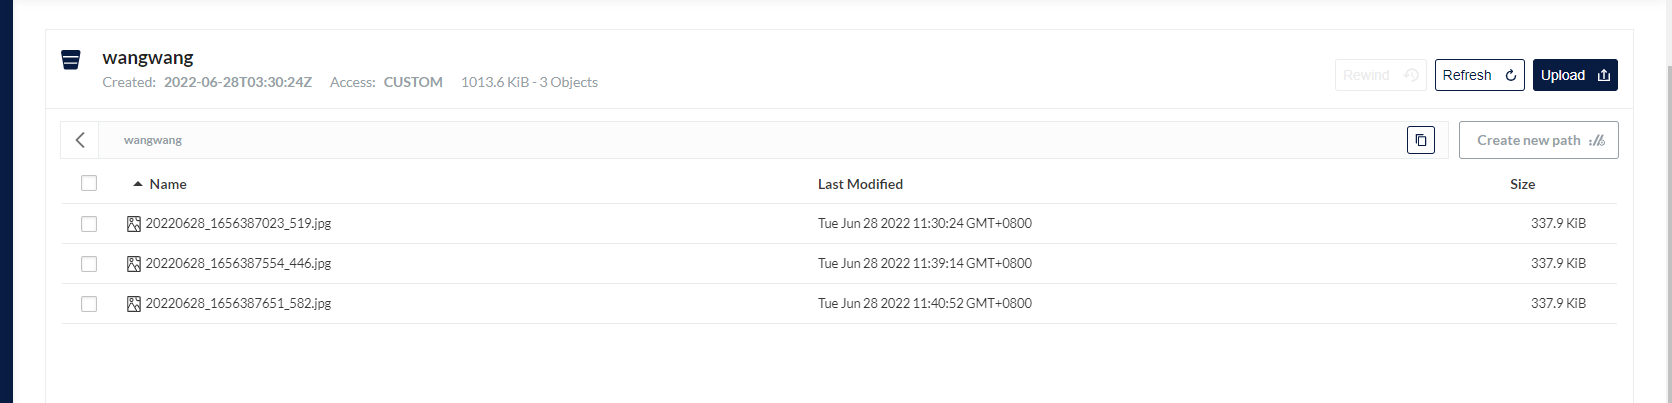 wangwang
Created: 2022-06-28T03:30:24Z Access: CUSTOM 1013.6 KiB - 3 Objects
Rewind Refresh Upload
wangwang
Create new path
Name Last Modified Size
20220628_1656387023_519.jpg Tue Jun 28 2022 11:30:24 GMT+0800 337.9 KiB
20220628_1656387554_446.jpg Tue Jun 28 2022 11:39:14 GMT+0800 337.9 KiB
20220628_1656387651_582.jpg Tue Jun 28 2022 11:40:52 GMT+0800 337.9 KiB